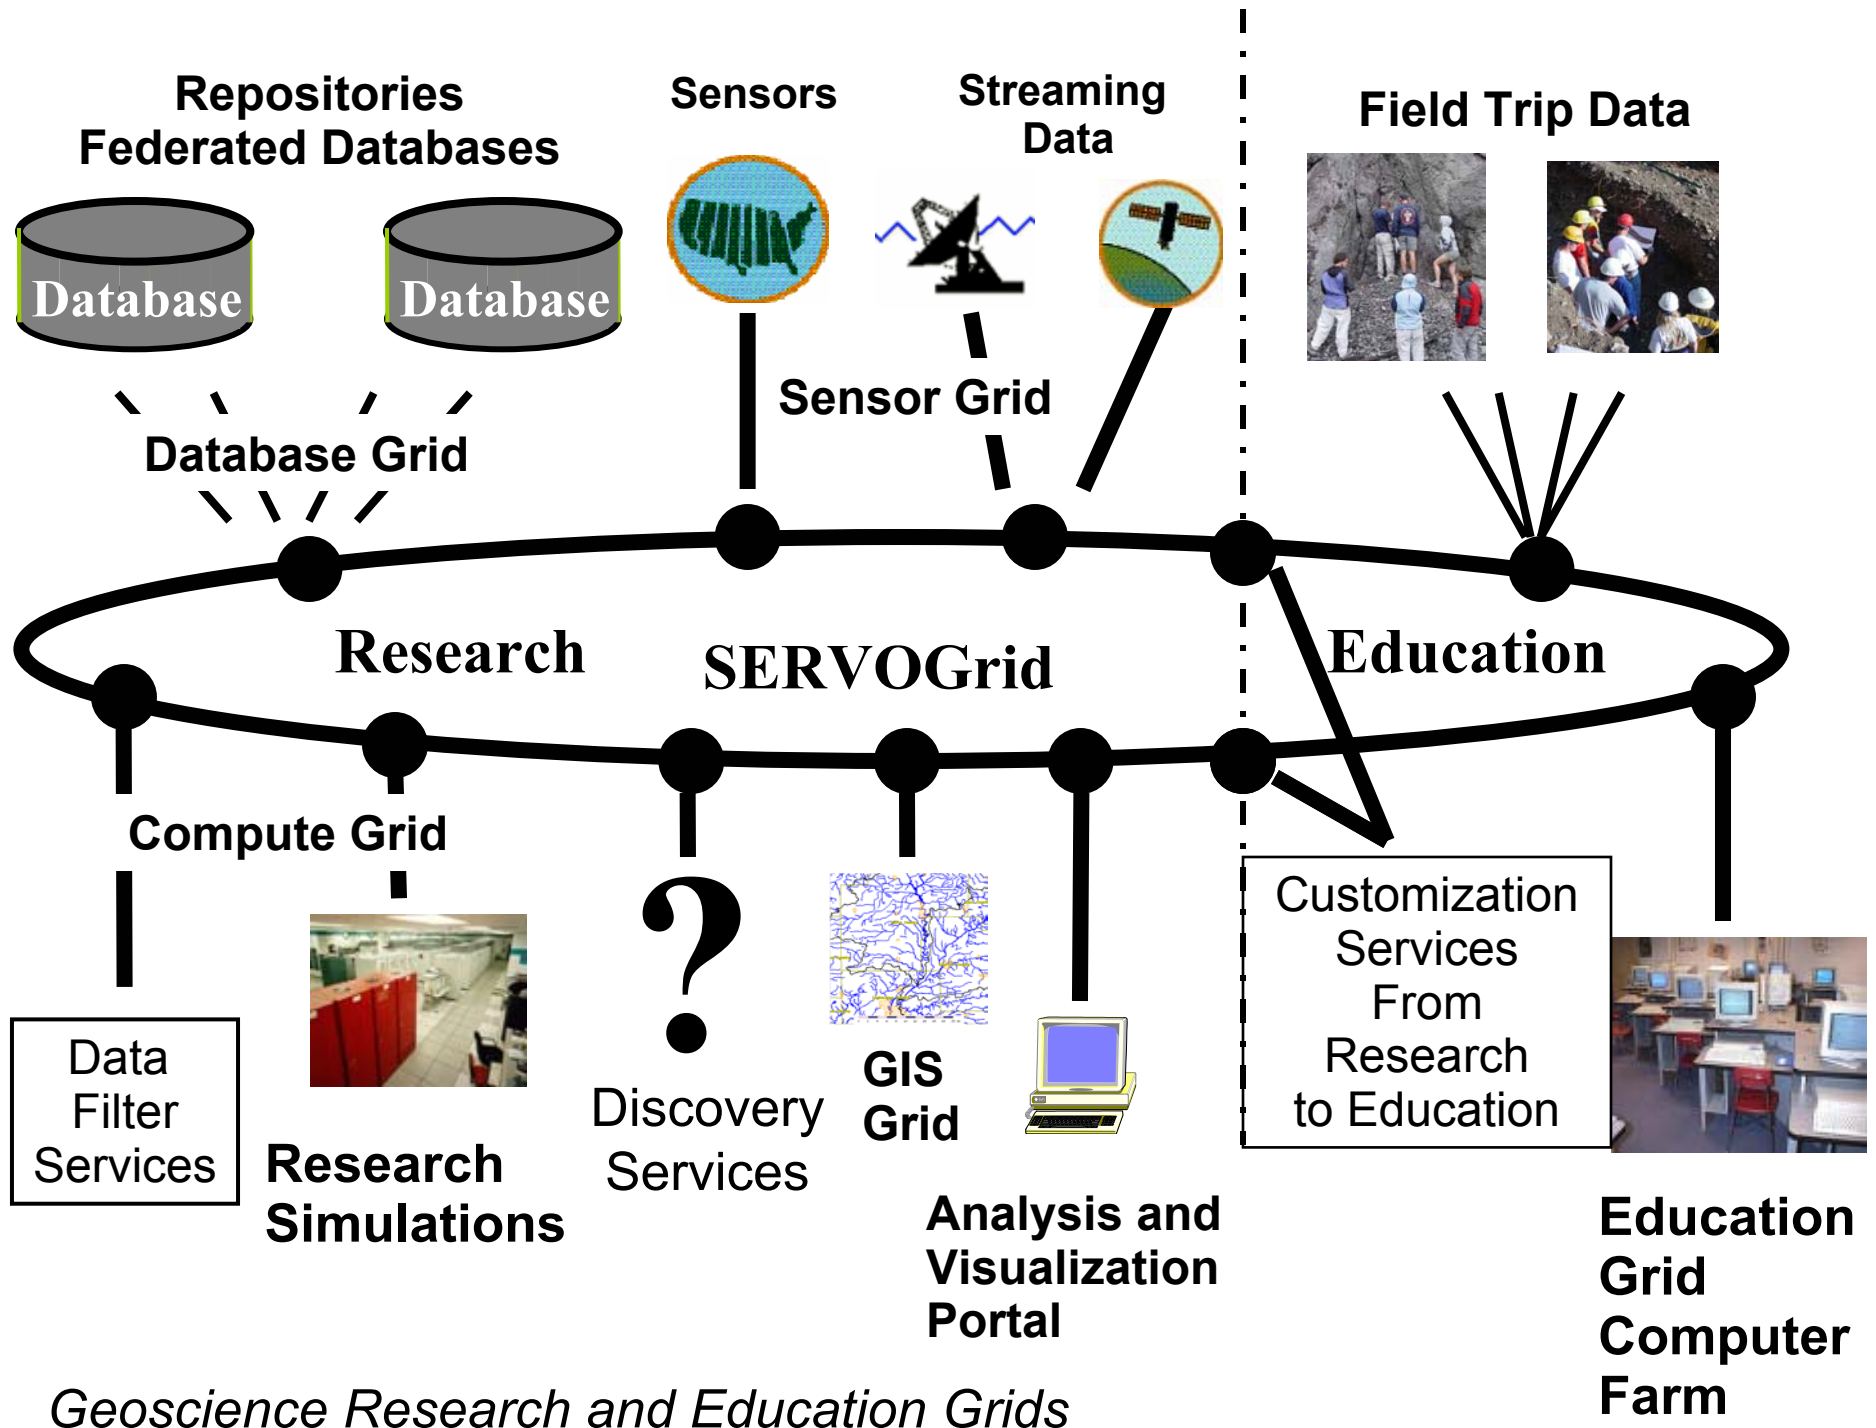 Repositories
Federated Databases
Sensors
Streaming
Data
Field Trip Data
Database
Database
Sensor Grid
Database Grid
Research
SERVOGrid
Education
Compute Grid
Data
Filter
Services
Research
Simulations
?
Discovery
Services
GIS
Grid
Analysis and
Visualization
Portal
Customization
Services
From
Research
to Education
Education
Grid
Computer
Farm
Geoscience Research and Education Grids